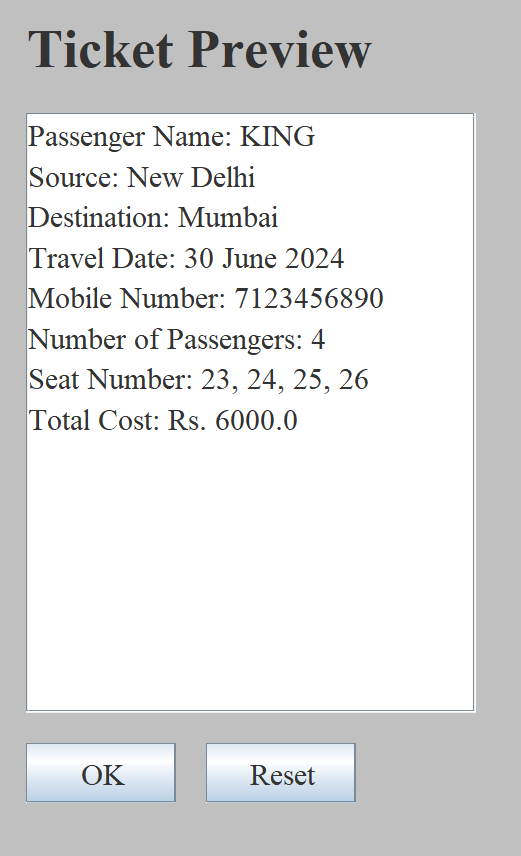 Ticket Preview
Passenger Name: KING
Source: New Delhi
Destination: Mumbai
Travel Date: 30 June 2024
Mobile Number: 7123456890
Number of Passengers: 4
Seat Number: 23, 24, 25, 26
Total Cost: Rs. 6000.0
OK
Reset